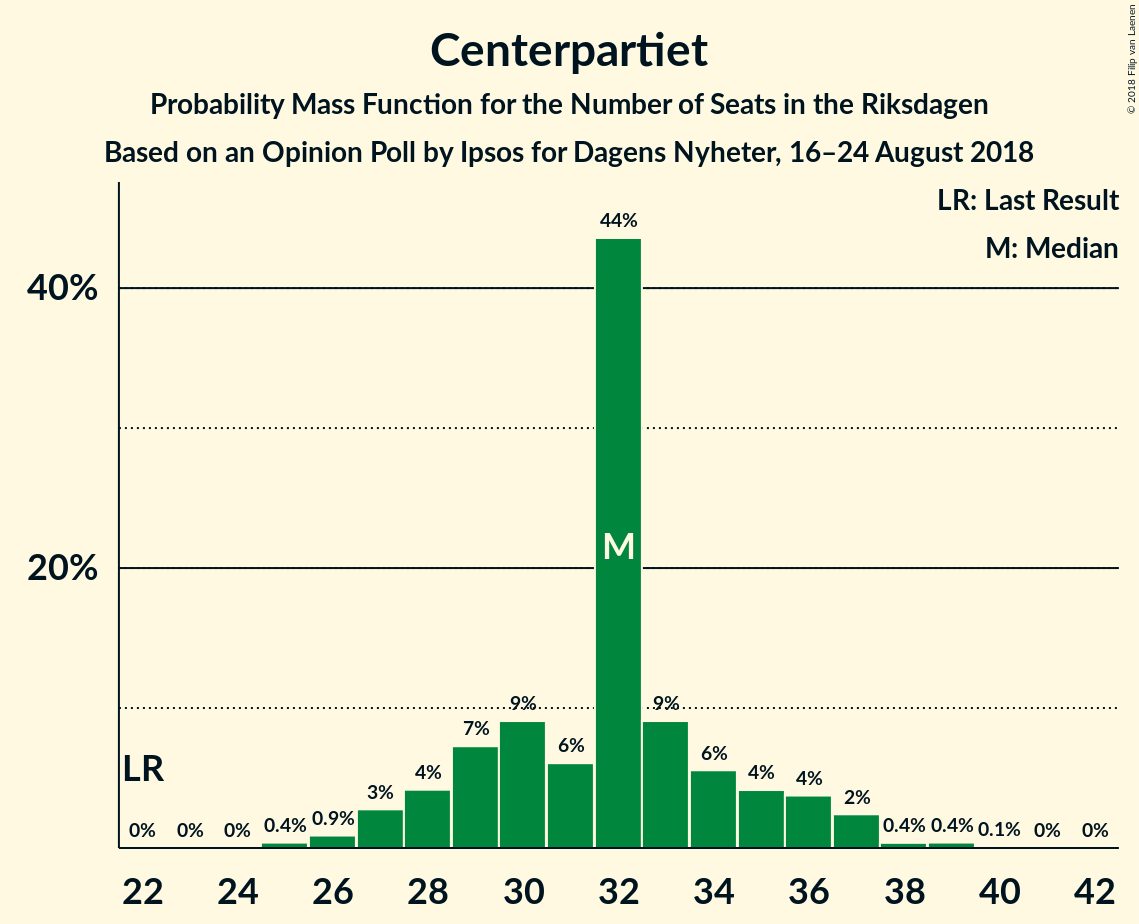 Centerpartiet
Probability Mass Function for the Number of Seats in the Riksdagen
Based on an Opinion Poll by Ipsos for Dagens Nyheter, 16–24 August 2018
© 2018 Filip van Laenen
LR: Last Result
M: Median
40%
20%
LR
M
0%
0%
0%
0.4%
0.9%
3%
4%
7%
9%
6%
44%
9%
6%
4%
4%
2%
0.4%
0.4%
0.1%
0%
0%
22 24 26 28 30 32 34 36 38 40 42